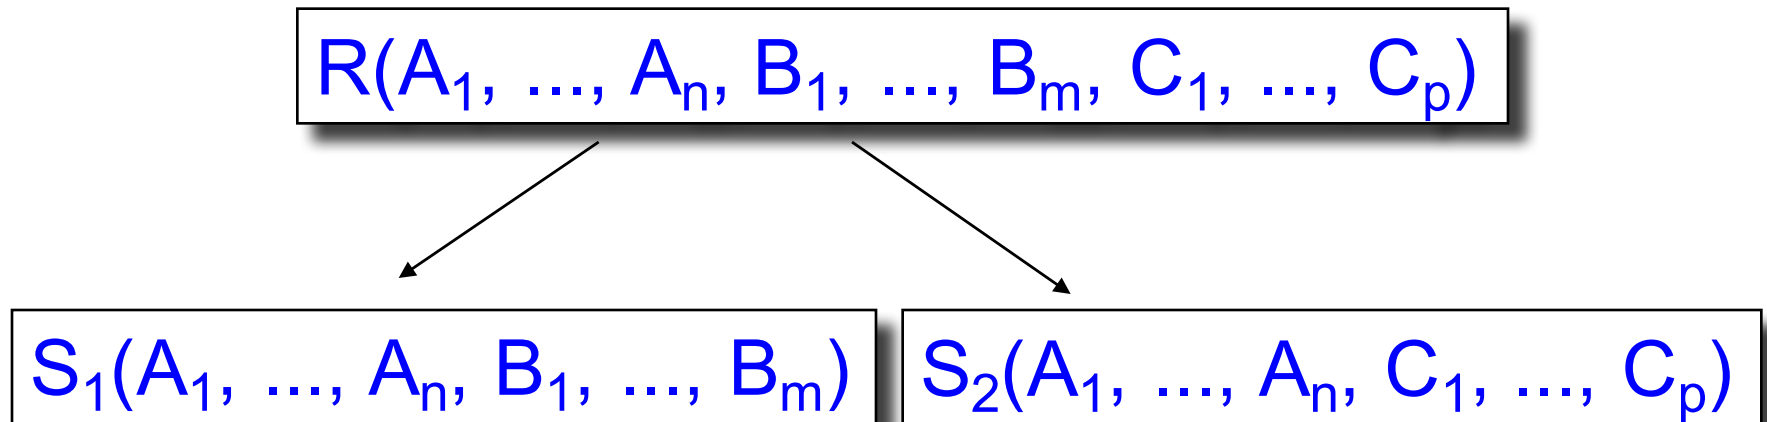 R(A₁, ..., Aₙ, B₁, ..., Bₘ, C₁, ..., Cₚ)
S₁(A₁, ..., Aₙ, B₁, ..., Bₘ)
S₂(A₁, ..., Aₙ, C₁, ..., Cₚ)